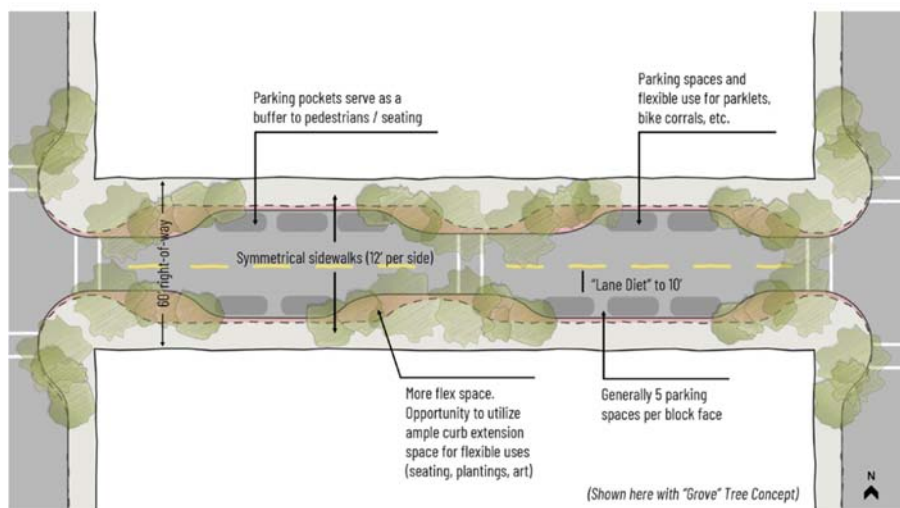 Parking pockets serve as a
buffer to pedestrians / seating
Parking spaces and
flexible use for parklets,
bike corrals, etc.
60' right-of-way
Symmetrical sidewalks (12' per side)
"Lane Diet" to 10'
More flex space.
Opportunity to utilize
ample curb extension
space for flexible uses
(seating, plantings, art)
Generally 5 parking
spaces per block face
(Shown here with "Grove" Tree Concept)
N